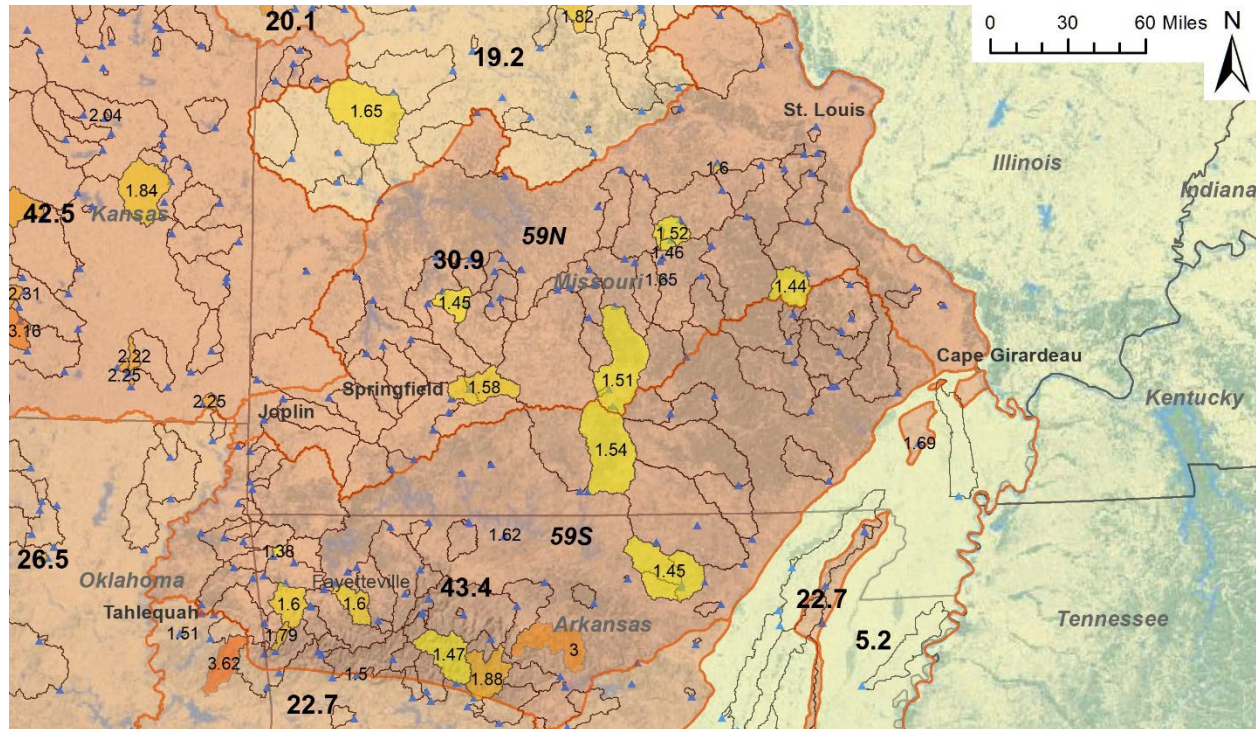 20.1
1.82
0 30 60 Miles
N
19.2
1.65
St. Louis
2.04
Illinois
1.6
Indiana
1.84
Kansas
42.5
1.52
59N
1.46
30.9
Missouri
1.65
1.44
2.31
1.45
3.16
2.22
Cape Girardeau
2.25
1.51
Springfield
1.58
Kentucky
2.25
Joplin
1.69
1.54
59S
1.62
1.38
26.5
1.45
Oklahoma
Fayetteville
43.4
1.6
1.6
22.7
Tahlequah
Arkansas
Tennessee
1.51
1.79
5.2
3
1.47
3.62
1.5
1.88
22.7